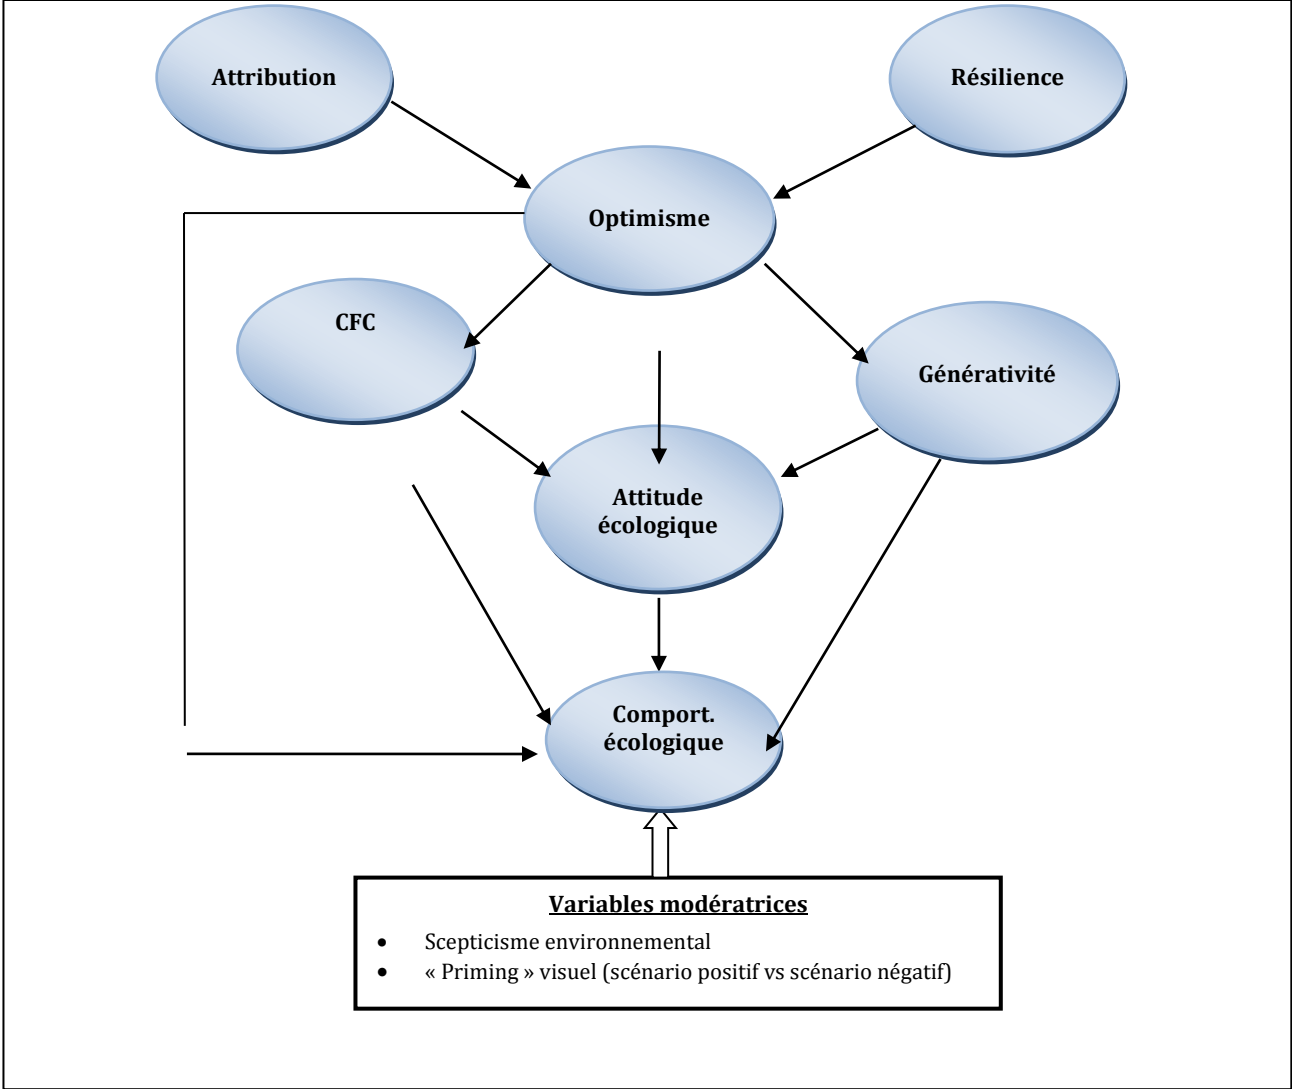 Attribution
Résilience
Optimisme
CFC
Générativité
Attitude
écologique
Comport.
écologique
Variables modératrices
• Scepticisme environnemental
• « Priming » visuel (scénario positif vs scénario négatif)